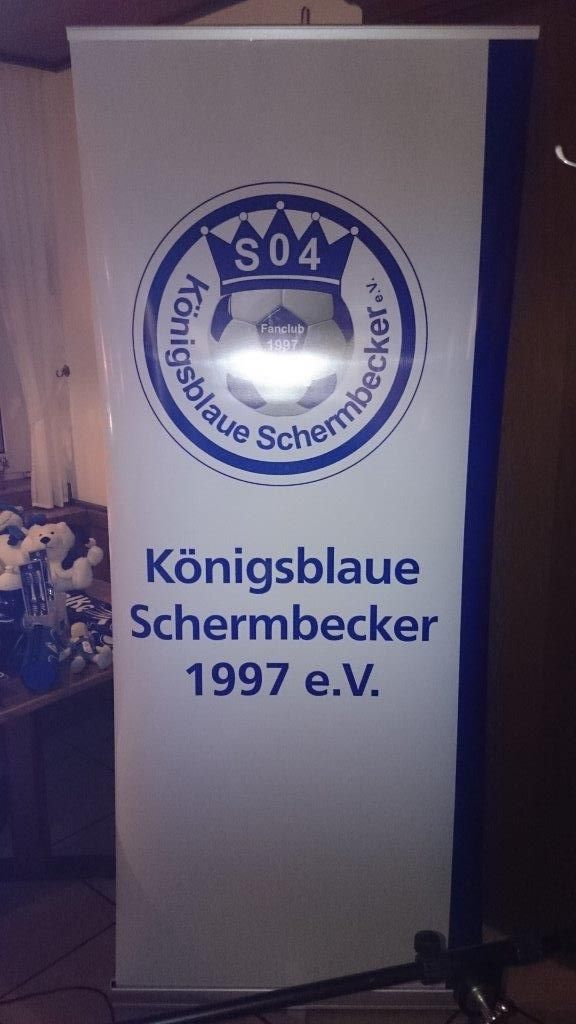 S04
Fanclub
1997
Königsblaue Schermbecker e.V.
Königsblaue
Schermbecker
1997 e.V.